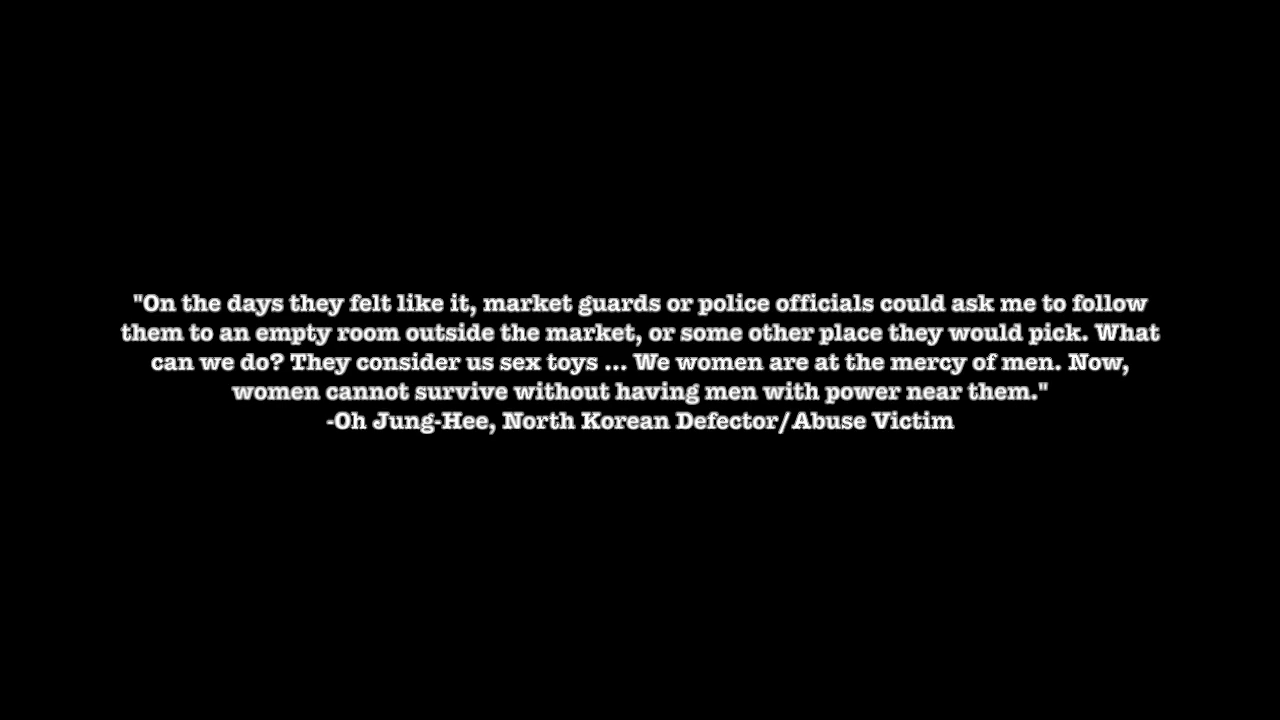 "On the days they felt like it, market guards or police officials could ask me to follow
them to an empty room outside the market, or some other place they would pick. What
can we do? They consider us sex toys ... We women are at the mercy of men. Now,
women cannot survive without having men with power near them."
-Oh Jung-Hee, North Korean Defector/Abuse Victim